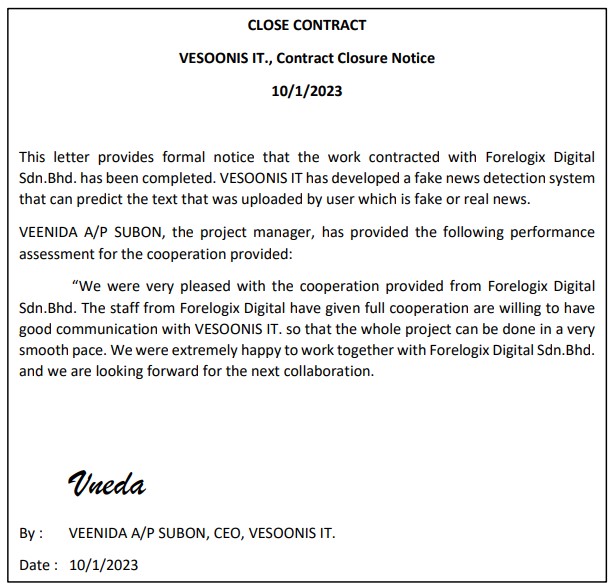 CLOSE CONTRACT
VESOONIS IT., Contract Closure Notice
10/1/2023
This letter provides formal notice that the work contracted with Forelogix Digital
Sdn.Bhd. has been completed. VESOONIS IT has developed a fake news detection system
that can predict the text that was uploaded by user which is fake or real news.
VEENIDA A/P SUBON, the project manager, has provided the following performance
assessment for the cooperation provided:
“We were very pleased with the cooperation provided from Forelogix Digital
Sdn.Bhd. The staff from Forelogix Digital have given full cooperation are willing to have
good communication with VESOONIS IT. so that the whole project can be done in a very
smooth pace. We were extremely happy to work together with Forelogix Digital Sdn.Bhd.
and we are looking forward for the next collaboration.
Vneda
By : VEENIDA A/P SUBON, CEO, VESOONIS IT.
Date : 10/1/2023